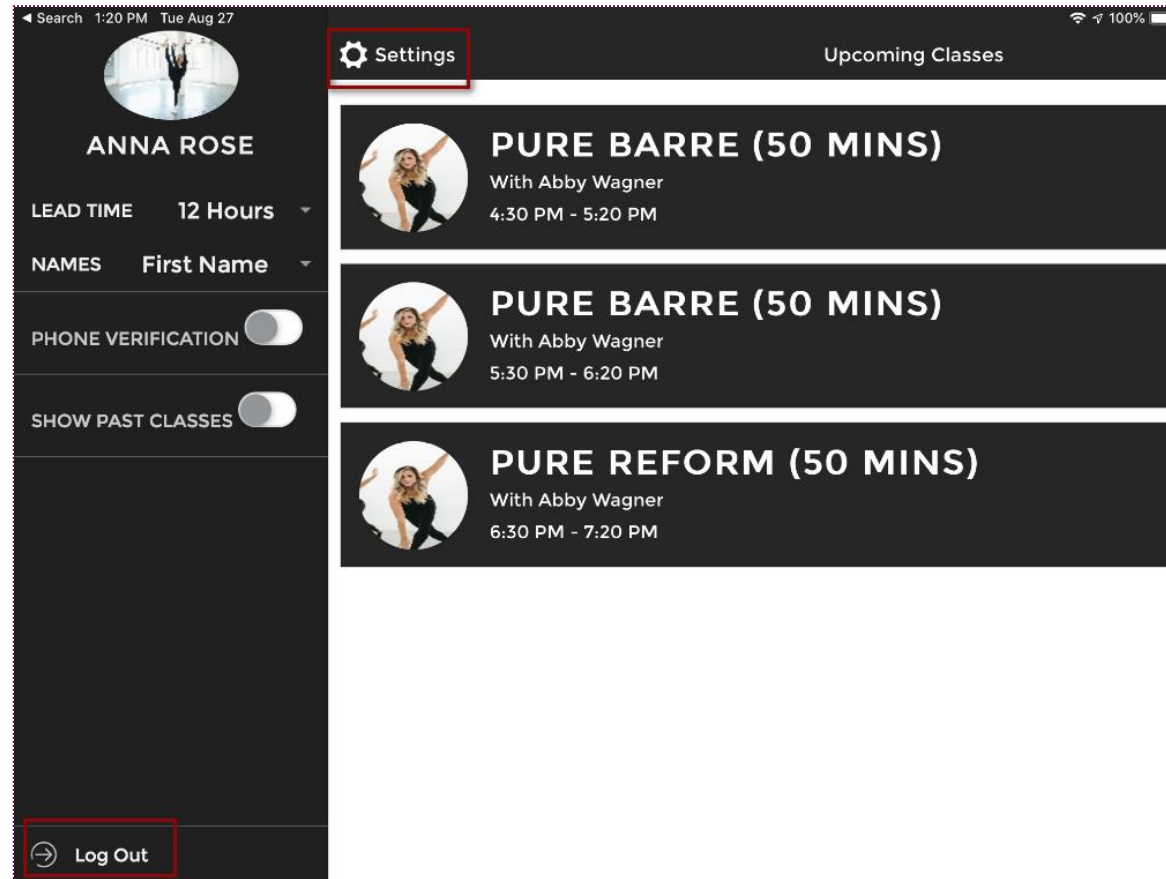 Search 1:20 PM Tue Aug 27
100%
ANNA ROSE
LEAD TIME 12 Hours
NAMES First Name
PHONE VERIFICATION
SHOW PAST CLASSES
Log Out
Settings
Upcoming Classes
PURE BARRE (50 MINS)
With Abby Wagner
4:30 PM - 5:20 PM
PURE BARRE (50 MINS)
With Abby Wagner
5:30 PM - 6:20 PM
PURE REFORM (50 MINS)
With Abby Wagner
6:30 PM - 7:20 PM